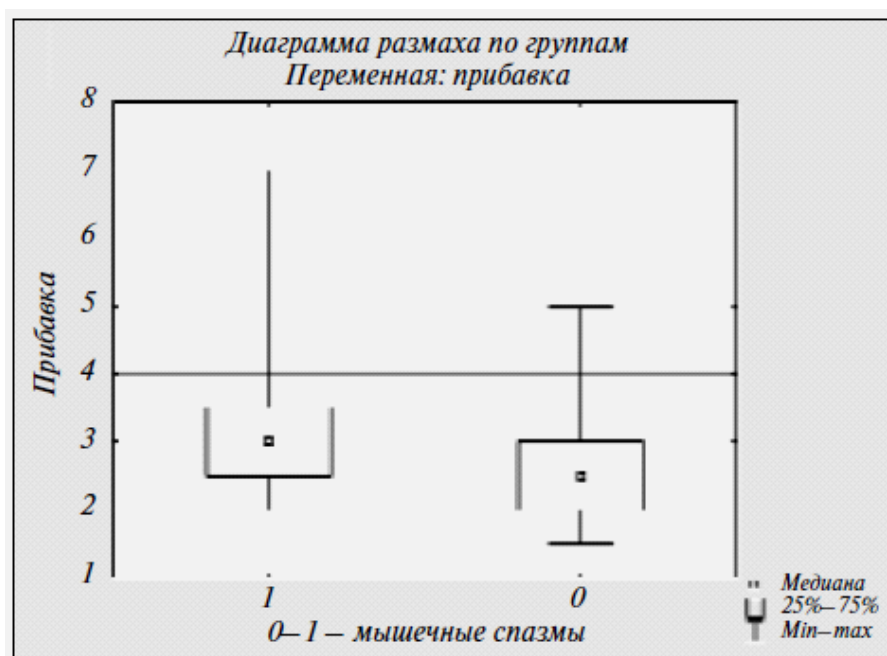 Диаграмма размаха по группам
Переменная: прибавка
Прибавка
8
7
6
5
4
3
2
1
1 0
0–1 – мышечные спазмы
Медиана
25%–75%
Min–max